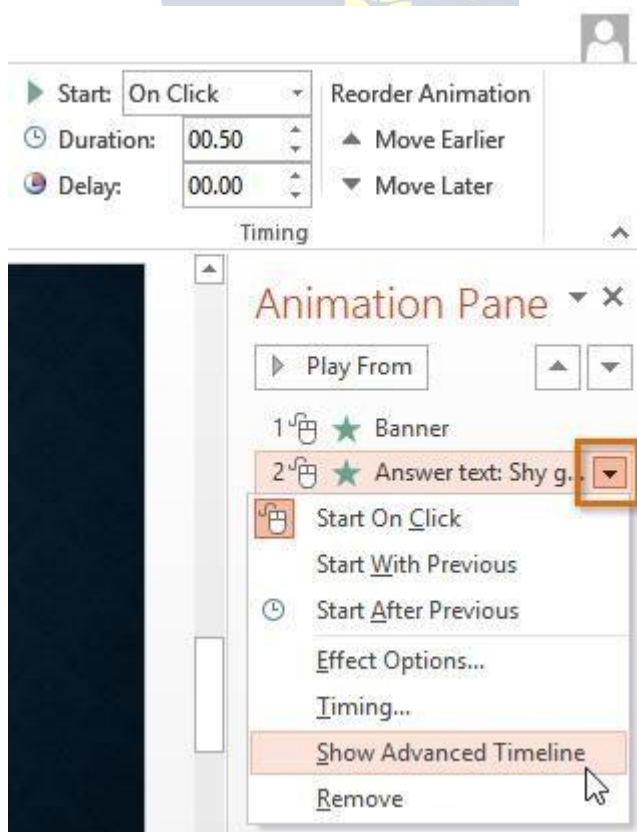 Start: On Click
Reorder Animation
Duration: 00.50
Move Earlier
Delay: 00.00
Move Later
Timing
Animation Pane
Play From
1 Banner
2 Answer text: Shy g...
Start On Click
Start With Previous
Start After Previous
Effect Options...
Timing...
Show Advanced Timeline
Remove